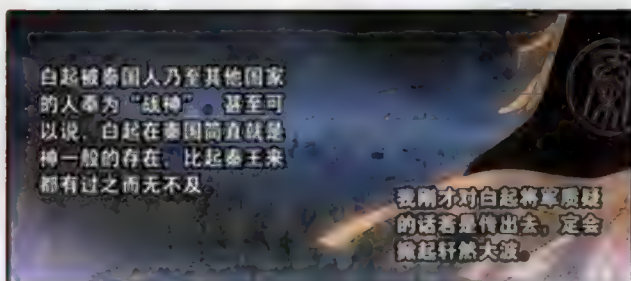 白起被秦国人乃至其他国家
的人奉为“战神”。甚至可
以说,白起在秦国简直就是
神一般的存在,比起秦王来
都有过之而无不及
我刚才对白起将军质疑
的话若是传出去,定会
掀起轩然大波。